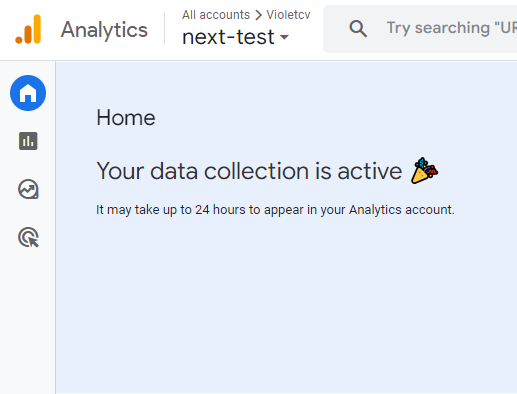 Analytics
All accounts > Violetcv
next-test
Try searching "UR
Home
Your data collection is active 🎉
It may take up to 24 hours to appear in your Analytics account.